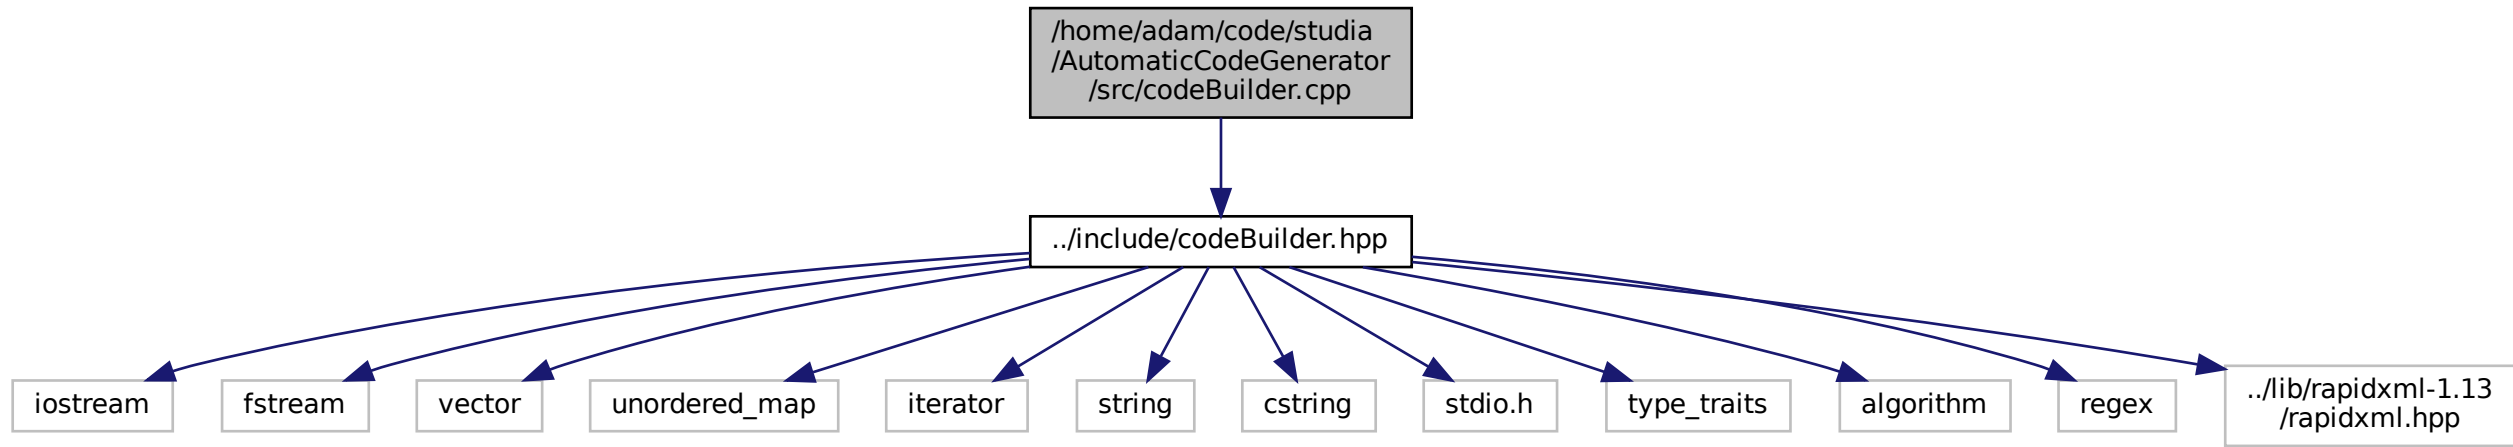 /home/adam/code/studia
/AutomaticCodeGenerator
/src/codeBuilder.cpp
../include/codeBuilder.hpp
iostream
fstream
vector
unordered_map
iterator
string
cstring
stdio.h
type_traits
algorithm
regex
../lib/rapidxml-1.13
/rapidxml.hpp